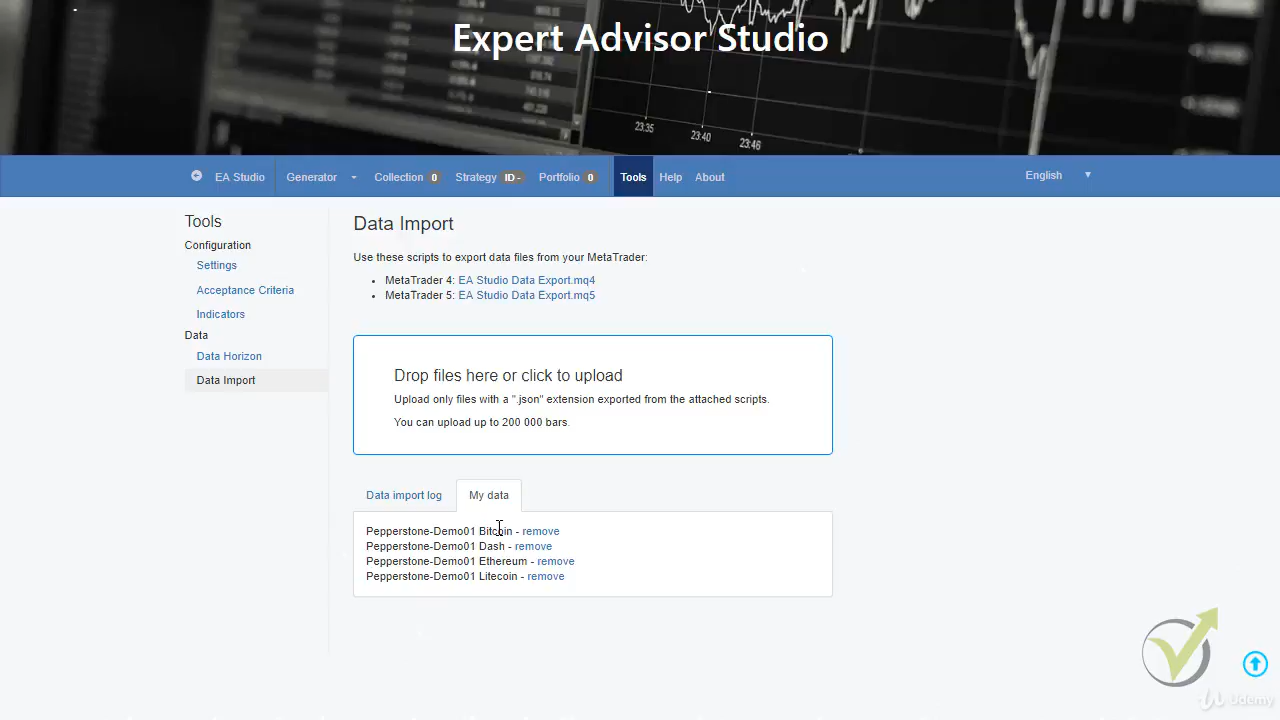 Expert Advisor Studio
23:35
23:40
23:46
EA Studio Generator Collection 0 Strategy ID - Portfolio 0 Tools Help About English
Tools
Configuration
Settings
Acceptance Criteria
Indicators
Data
Data Horizon
Data Import
Data Import
Use these scripts to export data files from your MetaTrader:
MetaTrader 4: EA Studio Data Export.mq4
MetaTrader 5: EA Studio Data Export.mq5
Drop files here or click to upload
Upload only files with a ".json" extension exported from the attached scripts.
You can upload up to 200 000 bars.
Data import log My data
Pepperstone-Demo01 Bitcoin - remove
Pepperstone-Demo01 Dash - remove
Pepperstone-Demo01 Ethereum - remove
Pepperstone-Demo01 Litecoin - remove
Udemy